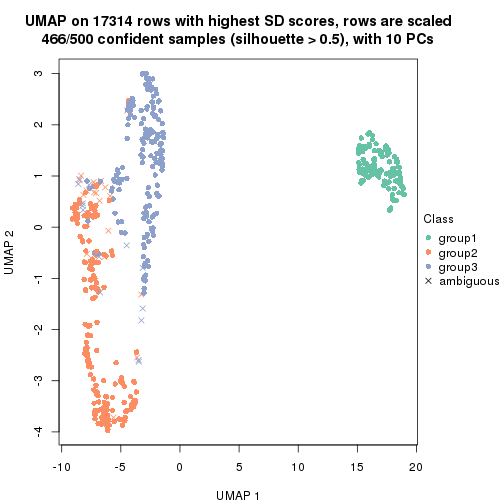 UMAP on 17314 rows with highest SD scores, rows are scaled
466/500 confident samples (silhouette > 0.5), with 10 PCs
3
2
1
0
-1
-2
-3
-4
UMAP 2
-10
-5
0
5
10
15
20
UMAP 1
Class
group1
group2
group3
ambiguous